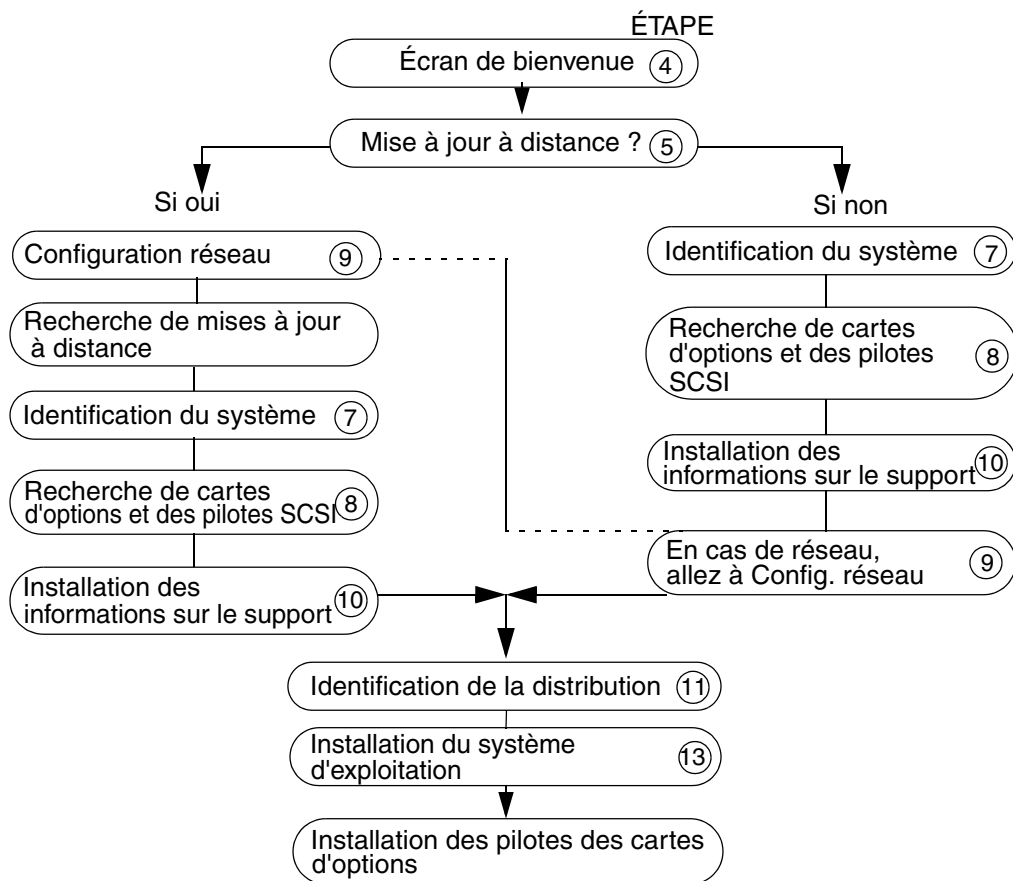 ÉTAPE
Écran de bienvenue 4
Mise à jour à distance ? 5
Si oui
Configuration réseau 9
Recherche de mises à jour
à distance
Identification du système 7
Recherche de cartes
d'options et des pilotes SCSI 8
Installation des
informations sur le support 10
Si non
Identification du système 7
Recherche de cartes
d'options et des pilotes 8
SCSI
Installation des
informations sur le support 10
En cas de réseau,
allez à Config. réseau 9
Identification de la distribution 11
Installation du système
d'exploitation 13
Installation des pilotes des cartes
d'options